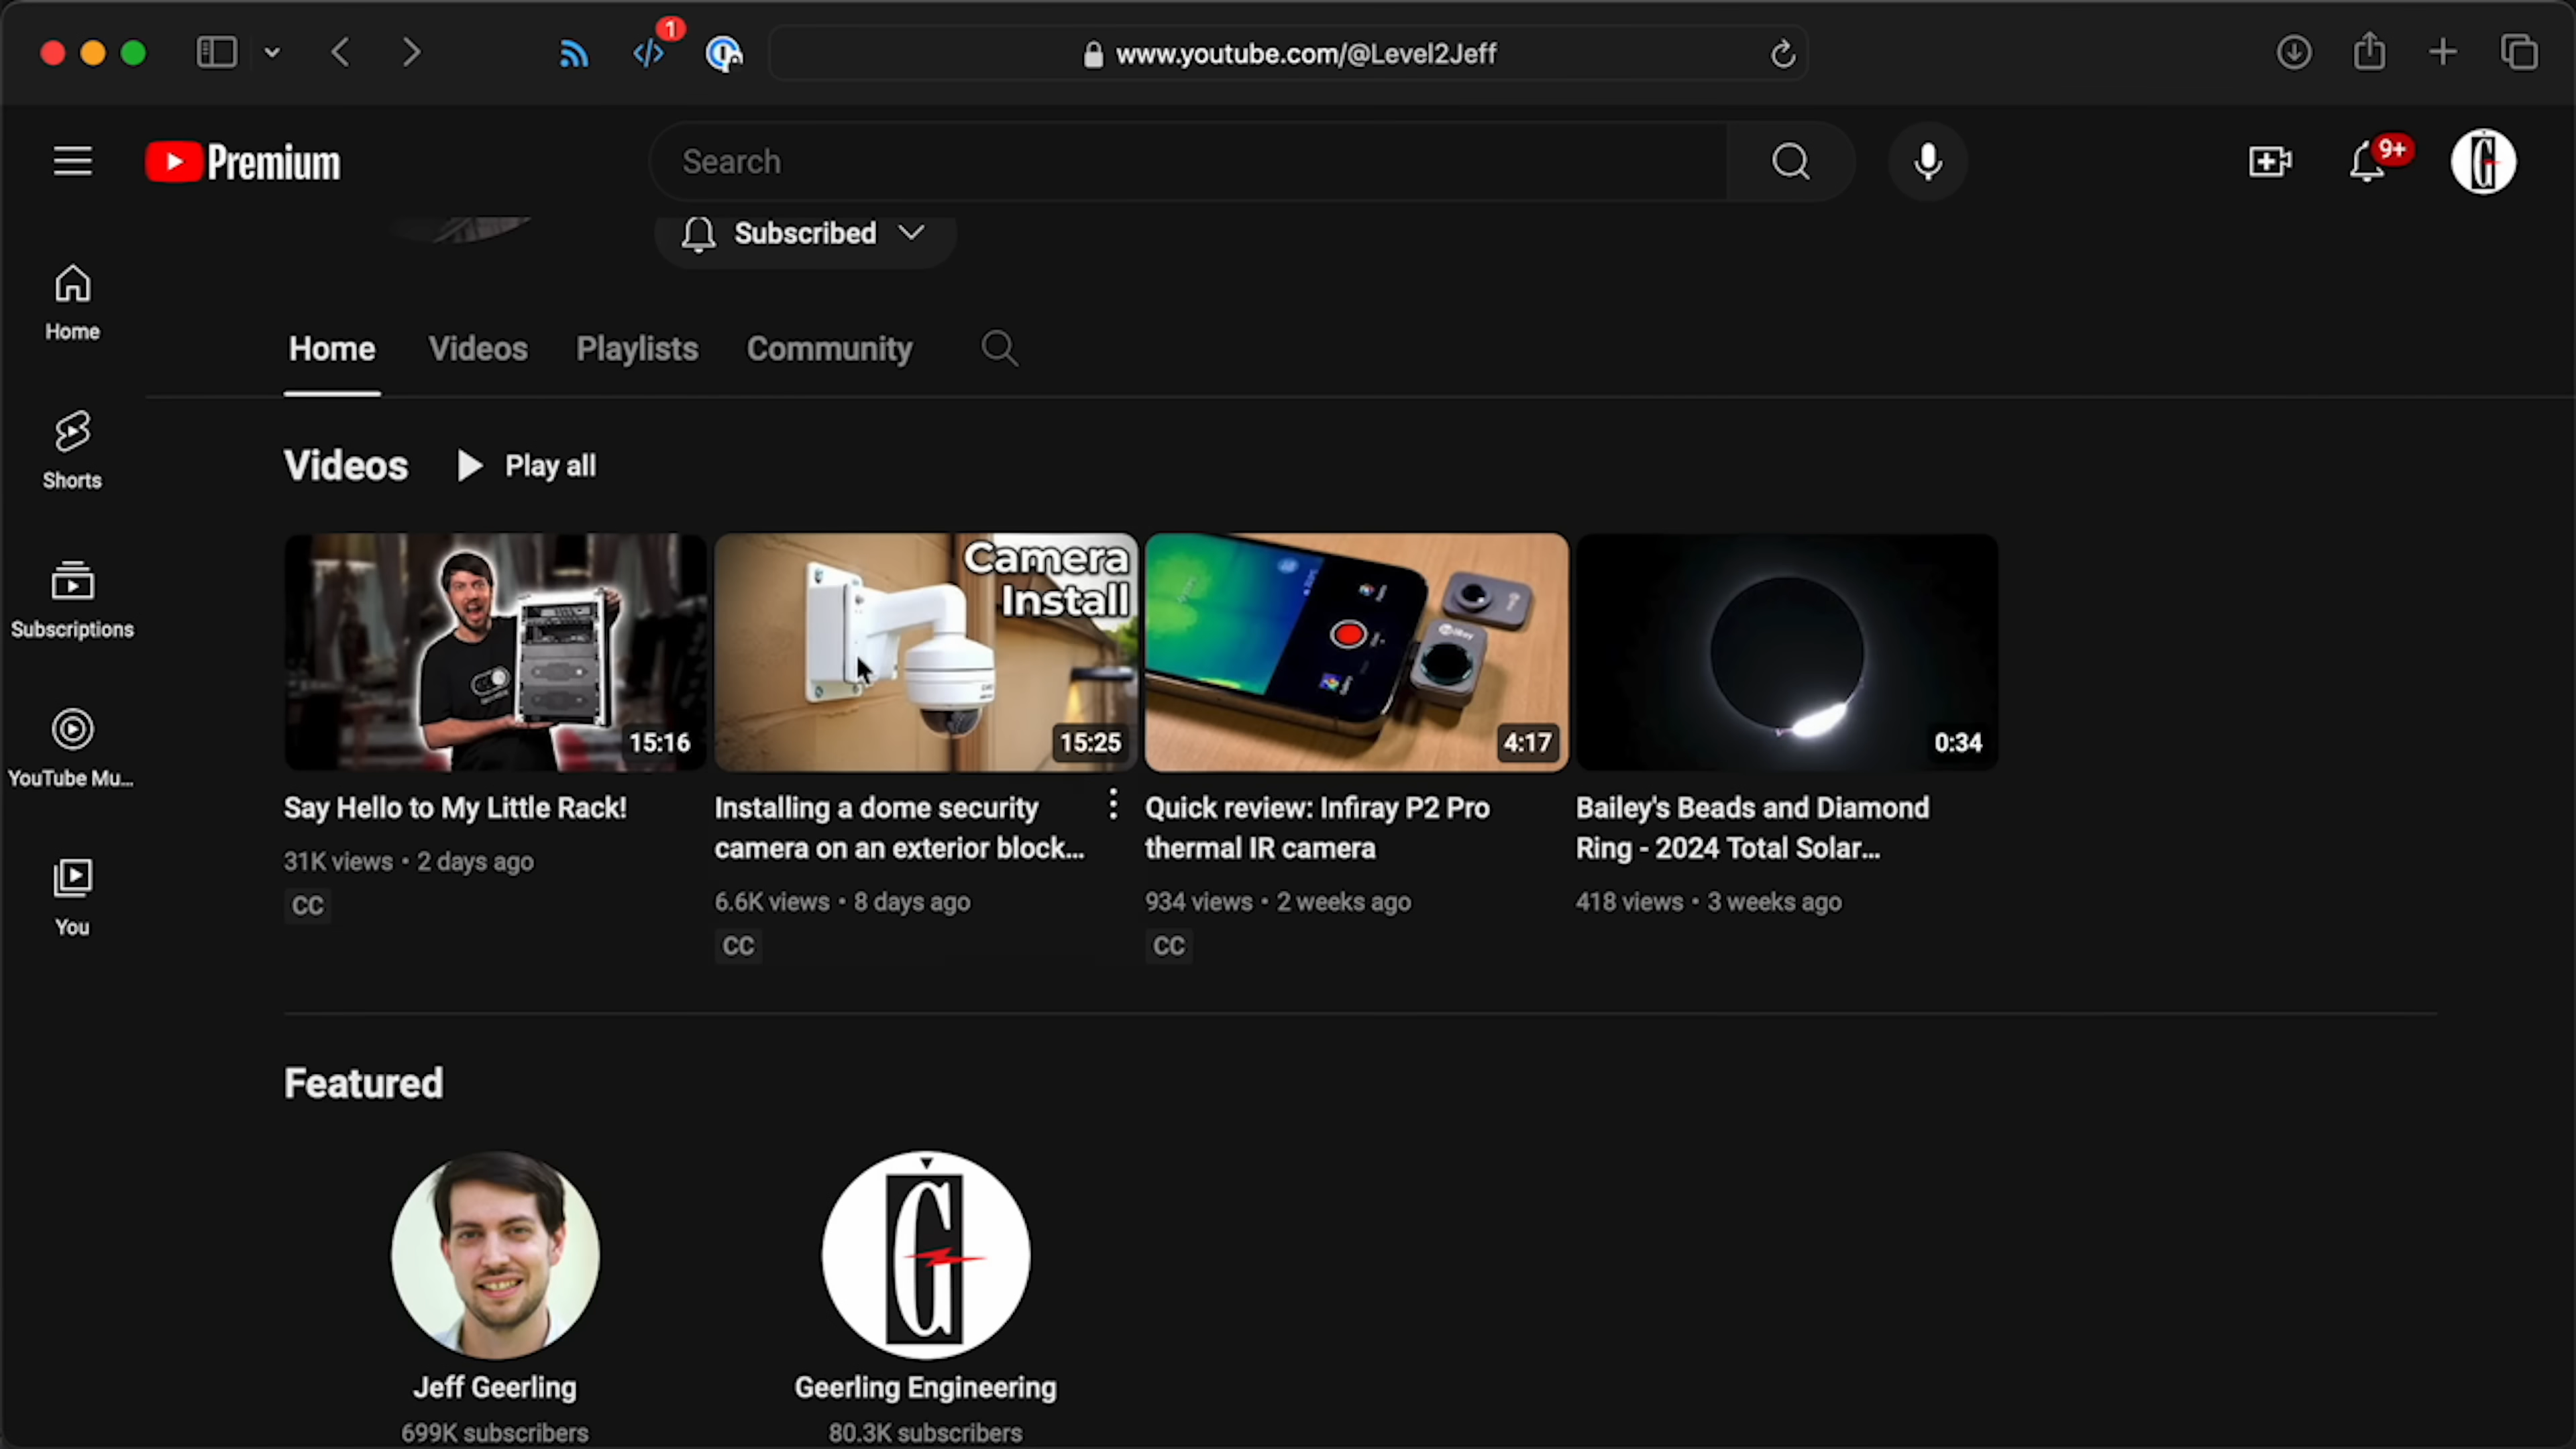 1
www.youtube.com/@Level2Jeff
Premium
Search
9+
Subscribed
Home
Home
Videos
Playlists
Community
Shorts
Videos
Play all
Subscriptions
Camera
Install
15:16
15:25
4:17
0:34
YouTube Mu...
Say Hello to My Little Rack!
31K views • 2 days ago
CC
Installing a dome security
camera on an exterior block...
6.6K views • 8 days ago
CC
Quick review: Infiray P2 Pro
thermal IR camera
934 views • 2 weeks ago
CC
Bailey's Beads and Diamond
Ring - 2024 Total Solar...
418 views • 3 weeks ago
You
Featured
G
Jeff Geerling
699K subscribers
Geerling Engineering
80.3K subscribers